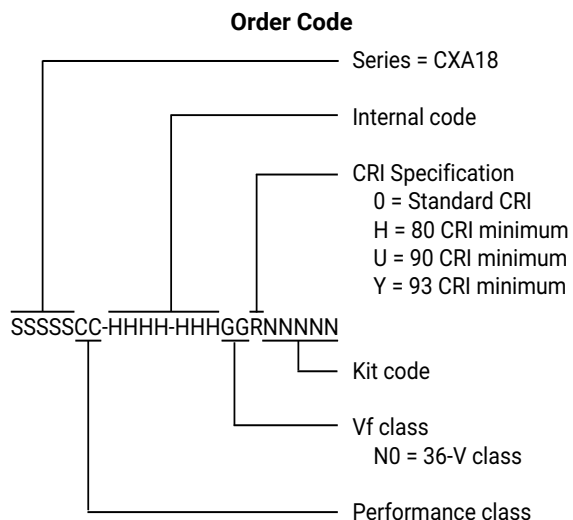 Order Code
Series = CXA18
Internal code
CRI Specification
0 = Standard CRI
H = 80 CRI minimum
U = 90 CRI minimum
Y = 93 CRI minimum
SSSSSCC-HHHH-HHHGGRNNNNN
Kit code
Vf class
N0 = 36-V class
Performance class